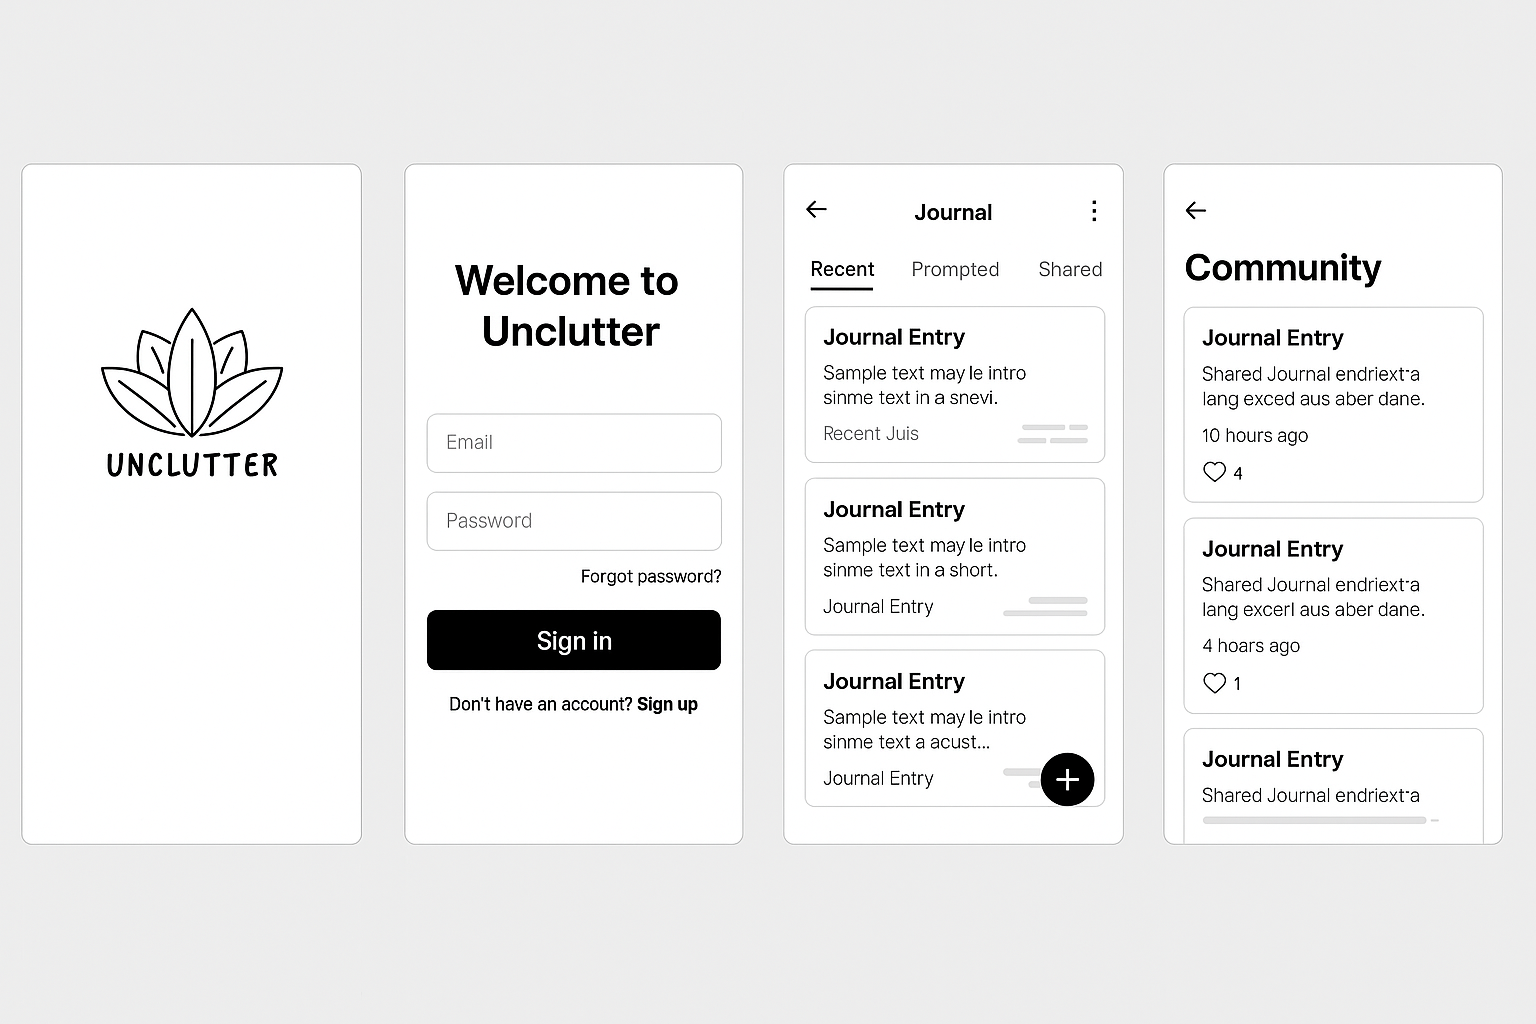 UNCLUTTER
Welcome to
Unclutter
Email
Password
Forgot password?
Sign in
Don't have an account? Sign up
Journal
Recent Prompted Shared
Journal Entry
Sample text may le intro
sinme text in a snevi.
Recent Juis
Journal Entry
Sample text may le intro
sinme text in a short.
Journal Entry
Journal Entry
Sample text may le intro
sinme text a acust...
Journal Entry
Community
Journal Entry
Shared Journal endriext‑a
lang exced aus aber dane.
10 hours ago
4
Journal Entry
Shared Journal endriext‑a
lang excerl aus aber dane.
4 hoars ago
1
Journal Entry
Shared Journal endriext‑a